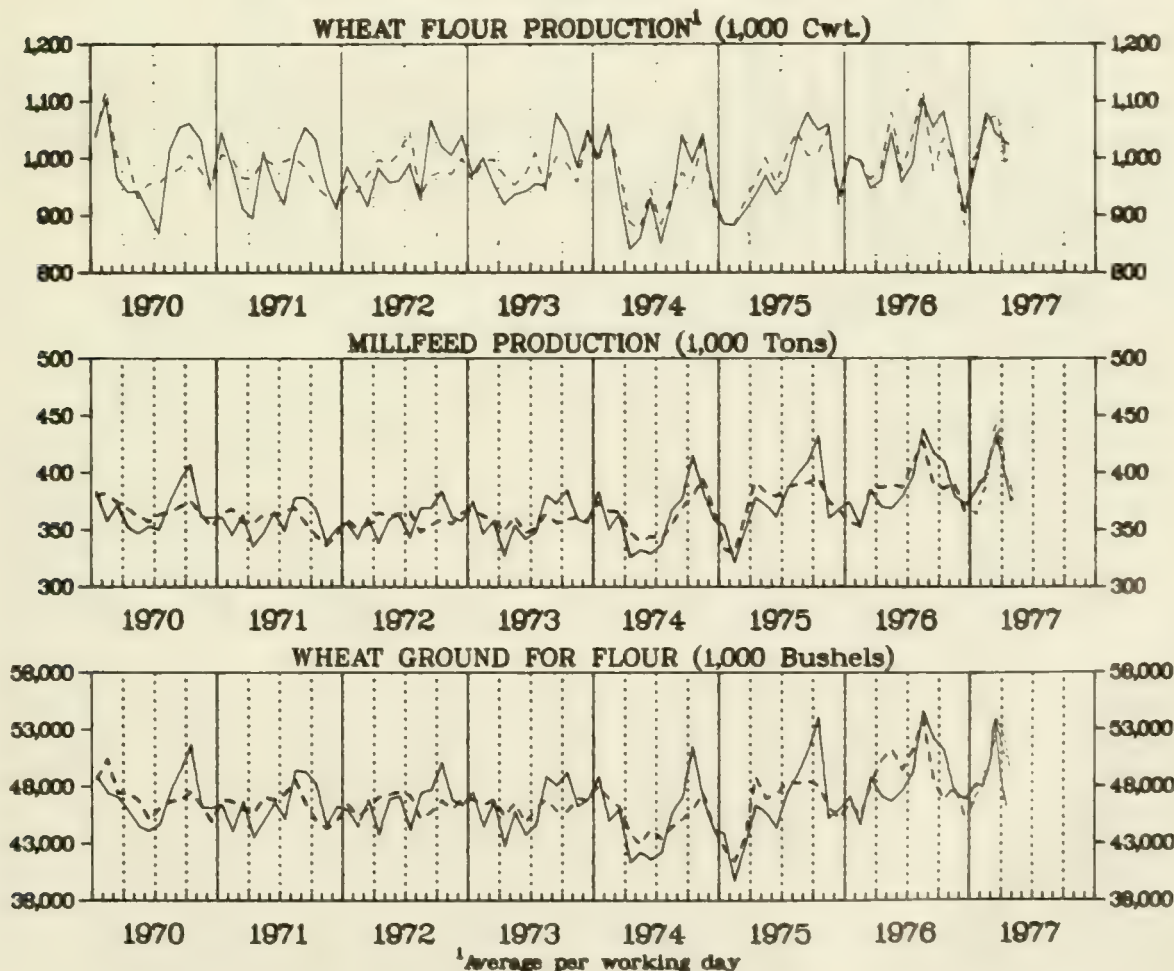 WHEAT FLOUR PRODUCTION¹ (1,000 Cwt.)
1,200 1,200
1,100 1,100
1,000 1,000
900 900
800 800
1970 1971 1972 1973 1974 1975 1976 1977
MILLFEED PRODUCTION (1,000 Tons)
500 500
450 450
400 400
350 350
300 300
1970 1971 1972 1973 1974 1975 1976 1977
WHEAT GROUND FOR FLOUR (1,000 Bushels)
58,000 58,000
53,000 53,000
48,000 48,000
43,000 43,000
38,000 38,000
1970 1971 1972 1973 1974 1975 1976 1977
¹Average per working day